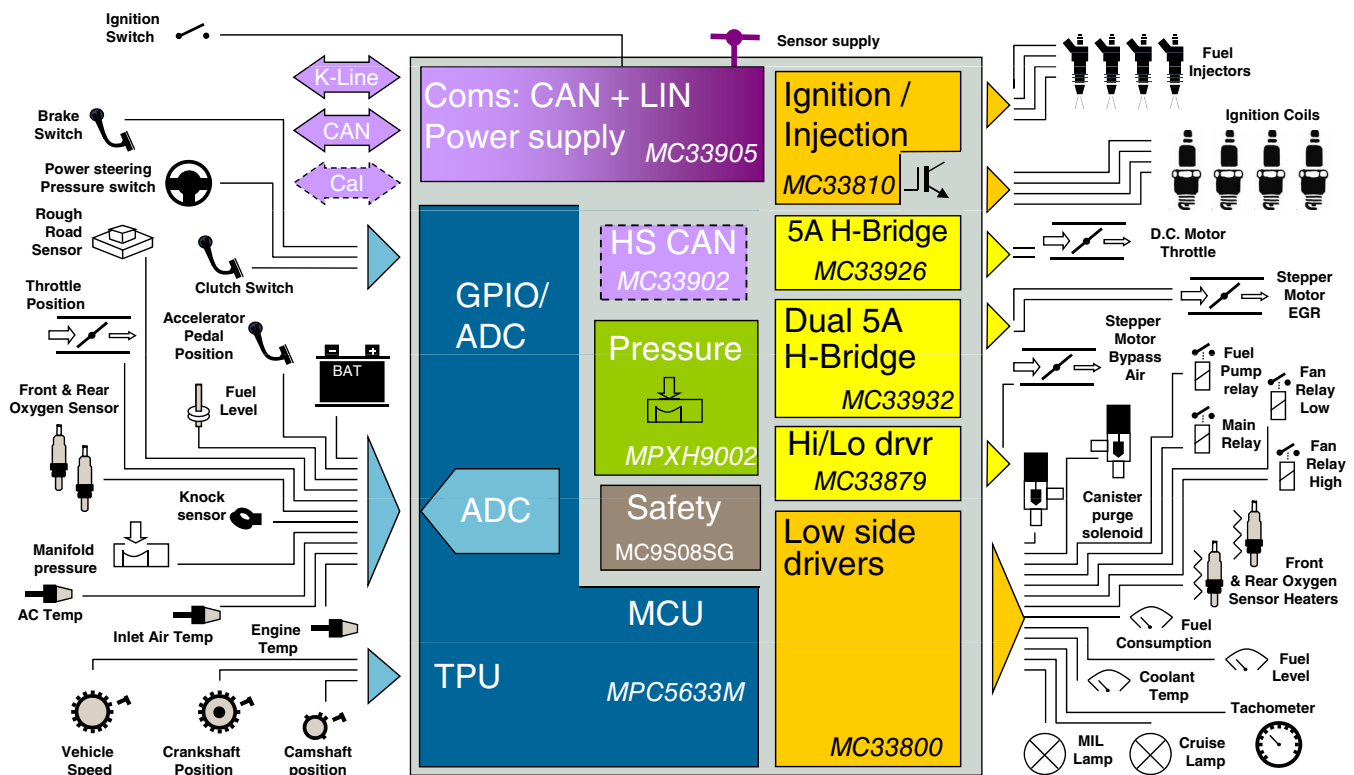 Ignition
Switch
Sensor supply
K-Line
CAN
Cal
Brake
Switch
Power steering
Pressure switch
Rough
Road
Sensor
Clutch Switch
Throttle
Position
Accelerator
Pedal
Position
BAT
Front & Rear
Oxygen Sensor
Fuel
Level
Knock
sensor
Manifold
pressure
AC Temp
Inlet Air Temp
Engine
Temp
Vehicle
Speed
Crankshaft
Position
Camshaft
position
Coms: CAN + LIN
Power supply
MC33905
GPIO/
ADC
ADC
TPU
MCU
MPC5633M
HS CAN
MC33902
Pressure
MPXH9002
Safety
MC9S08SG
Ignition /
Injection
MC33810
5A H-Bridge
MC33926
Dual 5A
H-Bridge
MC33932
Hi/Lo drvr
MC33879
Low side
drivers
MC33800
Fuel
Injectors
Ignition Coils
D.C. Motor
Throttle
Stepper
Motor
EGR
Stepper
Motor
Bypass
Air
Fuel
Pump
relay
Fan
Relay
Low
Main
Relay
Fan
Relay
High
Canister
purge
solenoid
Front
& Rear Oxygen
Sensor Heaters
Fuel
Consumption
Fuel
Level
Coolant
Temp
Tachometer
MIL
Lamp
Cruise
Lamp